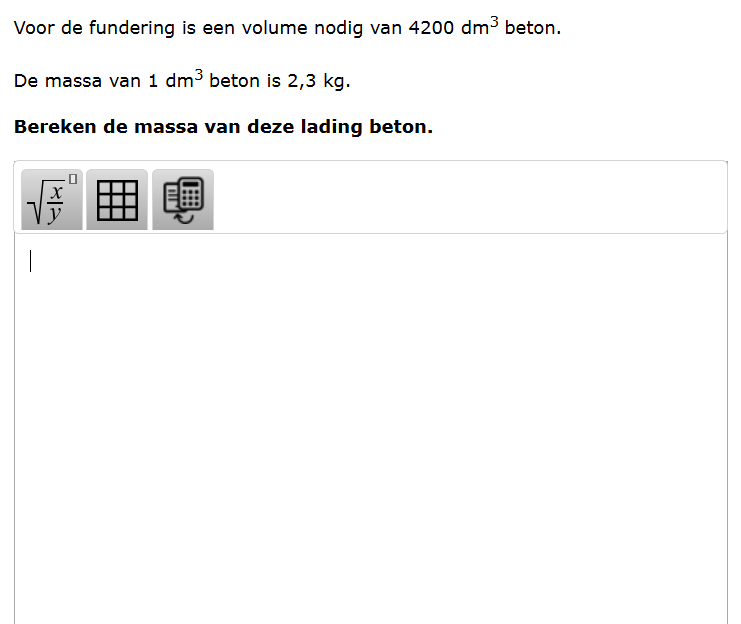 Voor de fundering is een volume nodig van 4200 dm³ beton.
De massa van 1 dm³ beton is 2,3 kg.
Bereken de massa van deze lading beton.
√x/y